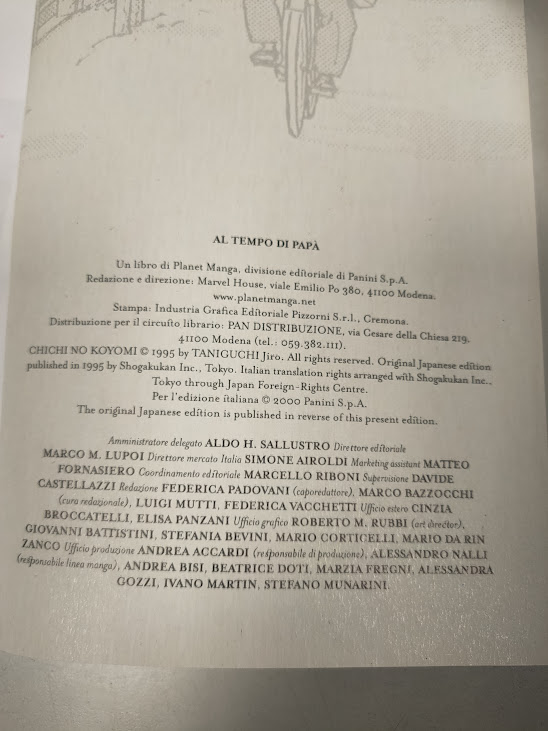 AL TEMPO DI PAPÀ
Un libro di Planet Manga, divisione editoriale di Panini S.p.A.
Redazione e direzione: Marvel House, viale Emilio Po 380, 41100 Modena.
www.planetmanga.net
Stampa: Industria Grafica Editoriale Pizzorni S.r.l., Cremona.
Distribuzione per il circuito librario: PAN DISTRIBUZIONE, via Cesare della Chiesa 219,
41100 Modena (tel.: 059.382.111).
CHICHI NO KOYOMI © 1995 by TANIGUCHI Jiro. All rights reserved. Original Japanese edition
published in 1995 by Shogakukan Inc., Tokyo. Italian translation rights arranged with Shogakukan Inc.,
Tokyo through Japan Foreign-Rights Centre.
Per l'edizione italiana © 2000 Panini S.p.A.
The original Japanese edition is published in reverse of this present edition.
Amministratore delegato ALDO H. SALLUSTRO Direttore editoriale
MARCO M. LUPOI Direttore mercato Italia SIMONE AIROLDI Marketing assistant MATTEO
FORNASIERO Coordinamento editoriale MARCELLO RIBONI Supervisione DAVIDE
CASTELLAZZI Redazione FEDERICA PADOVANI (caporedattore), MARCO BAZZOCCHI
(cura redazionale), LUIGI MUTTI, FEDERICA VACCHETTI Ufficio estero CINZIA
BROCCATELLI, ELISA PANZANI Ufficio grafico ROBERTO M. RUBBI (art director),
GIOVANNI BATTISTINI, STEFANIA BEVINI, MARIO CORTICELLI, MARIO DA RIN
ZANCO Ufficio produzione ANDREA ACCARDI (responsabile di produzione), ALESSANDRO NALLI
(responsabile linea manga), ANDREA BISI, BEATRICE DOTI, MARZIA FREGNI, ALESSANDRA
GOZZI, IVANO MARTIN, STEFANO MUNARINI.